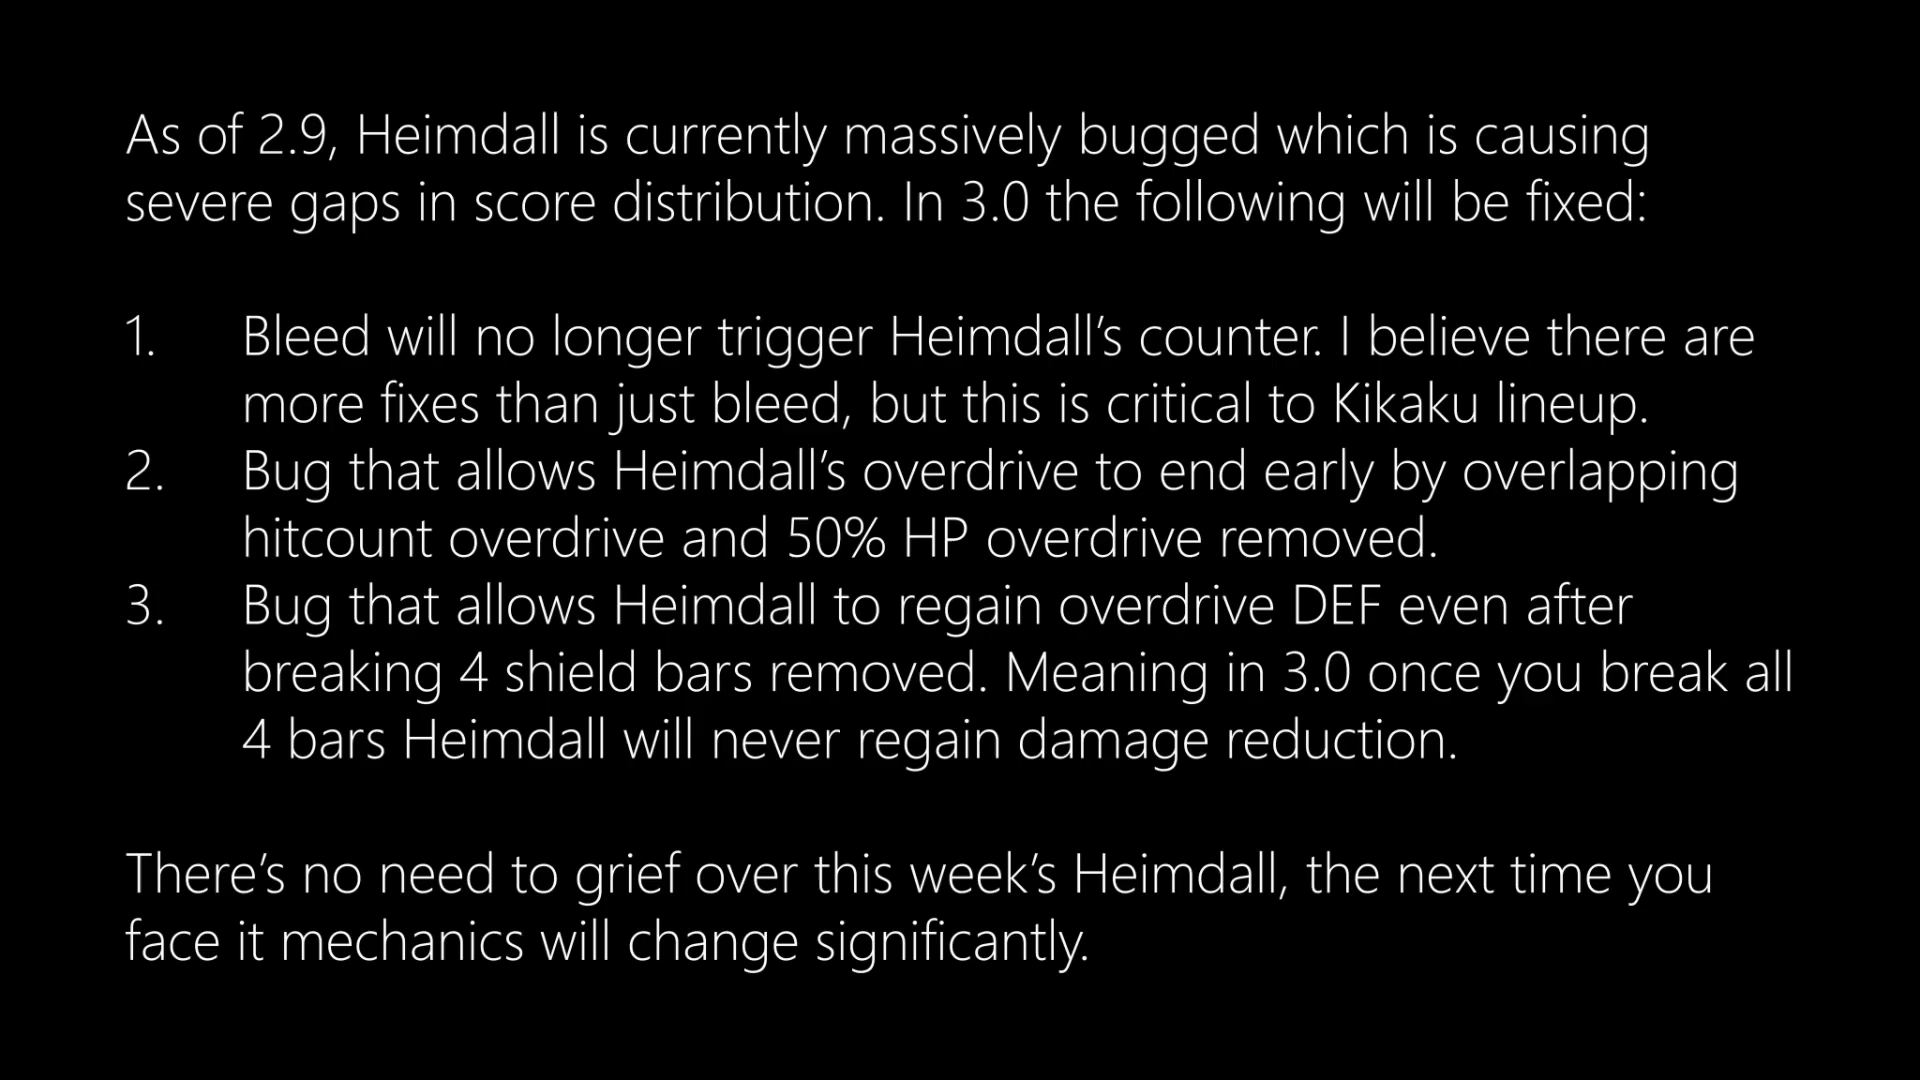 As of 2.9, Heimdall is currently massively bugged which is causing
severe gaps in score distribution. In 3.0 the following will be fixed:
1. Bleed will no longer trigger Heimdall’s counter. I believe there are
more fixes than just bleed, but this is critical to Kikaku lineup.
2. Bug that allows Heimdall’s overdrive to end early by overlapping
hitcount overdrive and 50% HP overdrive removed.
3. Bug that allows Heimdall to regain overdrive DEF even after
breaking 4 shield bars removed. Meaning in 3.0 once you break all
4 bars Heimdall will never regain damage reduction.
There’s no need to grief over this week’s Heimdall, the next time you
face it mechanics will change significantly.